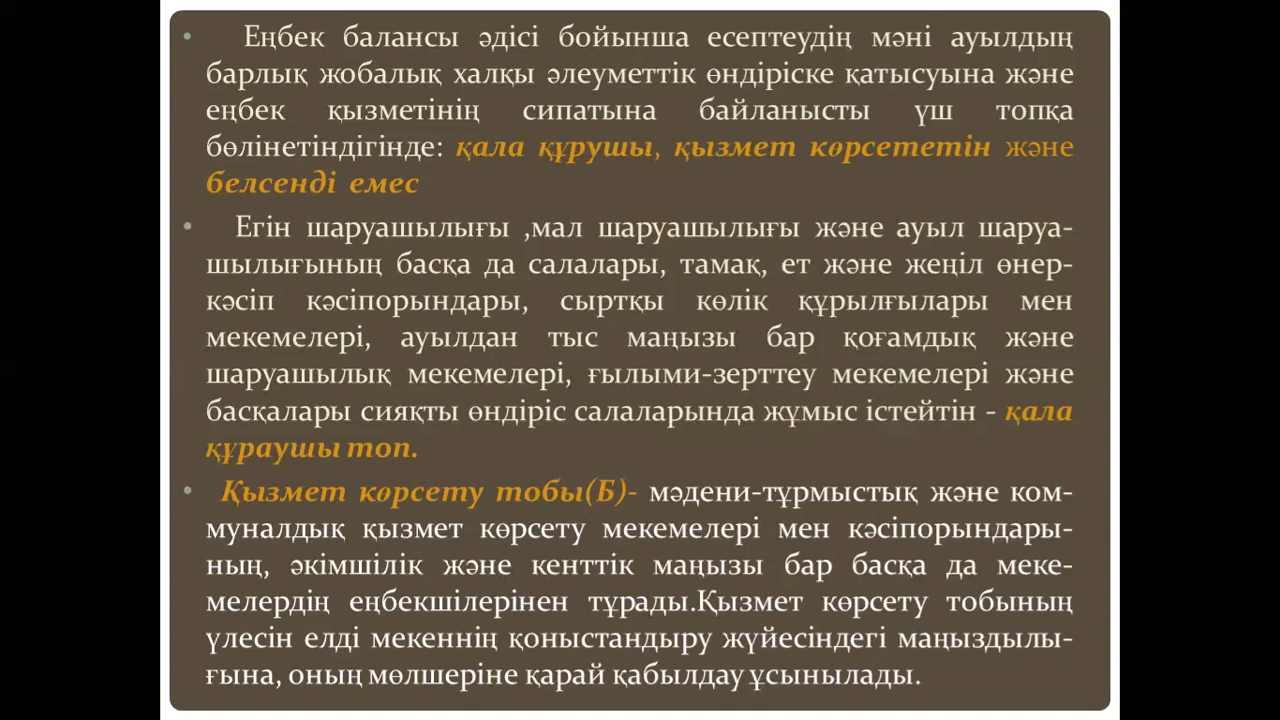 • Еңбек балансы әдісі бойынша есептеудің мәні ауылдың
барлық жобалық халқы әлеуметтік өндіріске қатысуына және
еңбек қызметінің сипатына байланысты үш топқа
бөлінетіндігінде: қала құрушы, қызмет көрсететін және
белсенді емес
• Егін шаруашылығы ,мал шаруашылығы және ауыл шаруа-
шылығының басқа да салалары, тамақ, ет және жеңіл өнер-
кәсіп кәсіпорындары, сыртқы көлік құрылғылары мен
мекемелері, ауылдан тыс маңызы бар қоғамдық және
шаруашылық мекемелері, ғылыми-зерттеу мекемелері және
басқалары сияқты өндіріс салаларында жұмыс істейтін - қала
құраушы топ.
• Қызмет көрсету тобы(Б)- мәдени-тұрмыстық және ком-
муналдық қызмет көрсету мекемелері мен кәсіпорындары-
ның, әкімшілік және кенттік маңызы бар басқа да меке-
мелердің еңбекшілерінен тұрады.Қызмет көрсету тобының
үлесін елді мекеннің қоныстандыру жүйесіндегі маңыздылы-
ғына, оның мөлшеріне қарай қабылдау ұсынылады.